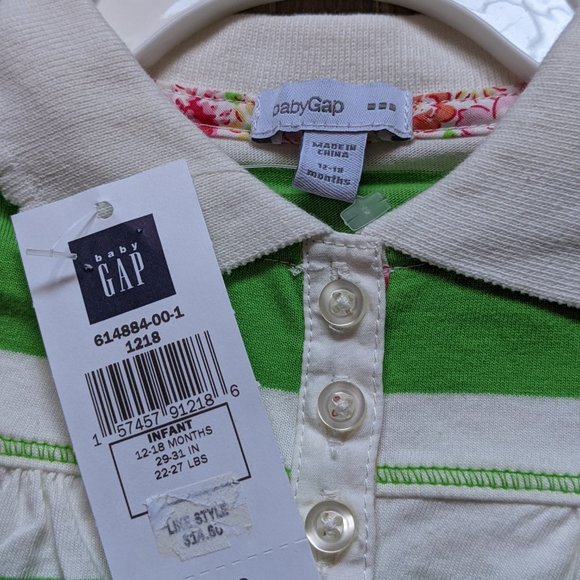 babyGap
MADE IN
CHINA
12-18
months
baby
GAP
614884-00-1
1218
1 57457 91218 6
INFANT
12-18 MONTHS
29-31 IN
22-27 LBS
LIKE STYLE